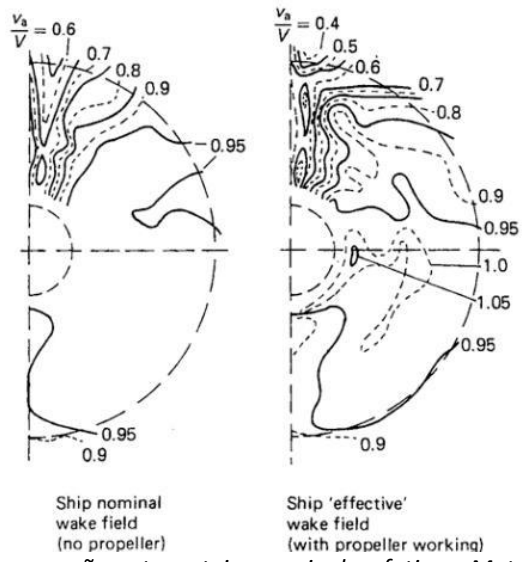 va/V = 0.6
0.7
0.8
0.9
0.95
0.95
0.9
Ship nominal
wake field
(no propeller)
va/V = 0.4
0.5
0.6
0.7
0.8
0.9
0.95
1.0
1.05
0.95
0.9
Ship 'effective'
wake field
(with propeller working)